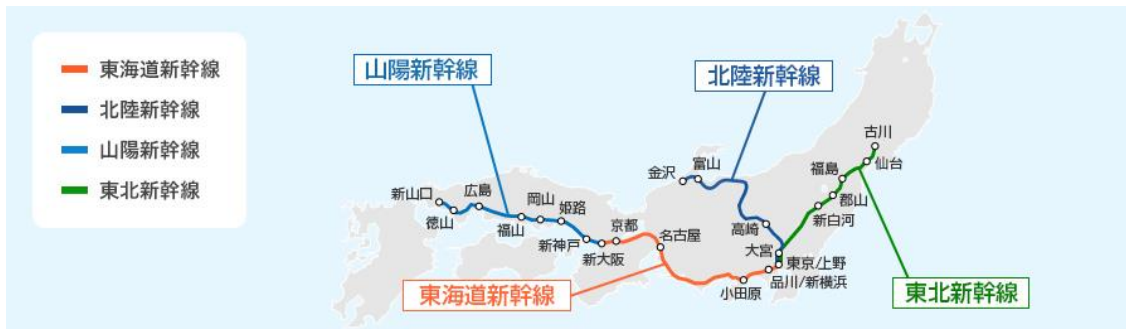 東海道新幹線
北陸新幹線
山陽新幹線
東北新幹線
山陽新幹線
北陸新幹線
古川
仙台
福島
郡山
新白河
金沢
富山
高崎
大宮
東京/上野
品川/新横浜
小田原
名古屋
京都
新大阪
新神戸
姫路
岡山
福山
広島
徳山
新山口
東海道新幹線
東北新幹線